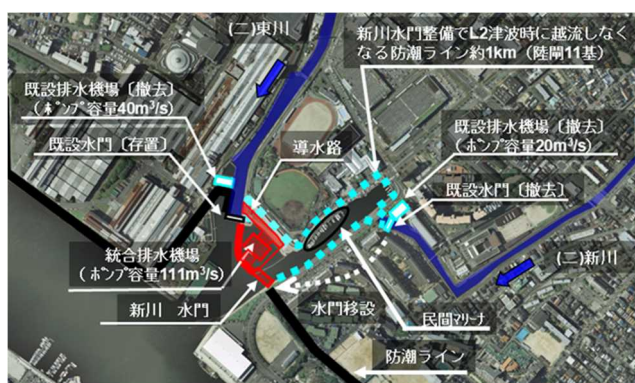 (二)東川
新川水門整備でL2津波時に越流しなく
なる防潮ライン約1km（陸閘11基）
既設排水機場〔撤去〕
（ポンプ容量40m³/s）
既設水門〔存置〕
導水路
既設排水機場〔撤去〕
（ポンプ容量20m³/s）
既設水門〔撤去〕
統合排水機場
（ポンプ容量111m³/s）
(二)新川
新川 水門
水門移設
民間マリーナ
防潮ライン